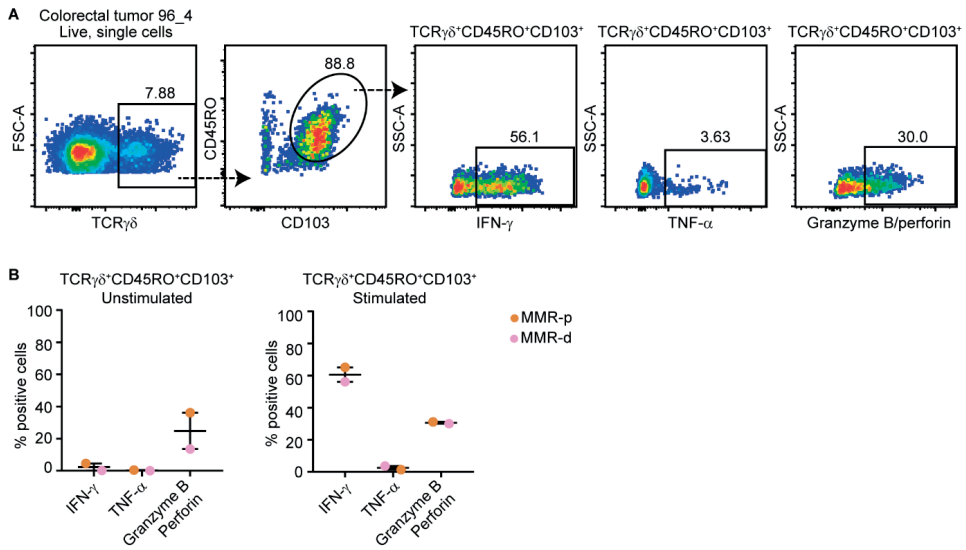 A
Colorectal tumor 96_4
Live, single cells
TCRγδ⁺CD45RO⁺CD103⁺
TCRγδ⁺CD45RO⁺CD103⁺
TCRγδ⁺CD45RO⁺CD103⁺
7.88
88.8
56.1
3.63
30.0
FSC-A
CD45RO
SSC-A
SSC-A
SSC-A
TCRγδ
CD103
IFN-γ
TNF-α
Granzyme B/perforin
B
TCRγδ⁺CD45RO⁺CD103⁺
Unstimulated
% positive cells
100
80
60
40
20
0
IFN-γ
TNF-α
Granzyme B
Perforin
TCRγδ⁺CD45RO⁺CD103⁺
Stimulated
% positive cells
100
80
60
40
20
0
IFN-γ
TNF-α
Granzyme B
Perforin
MMR-p
MMR-d